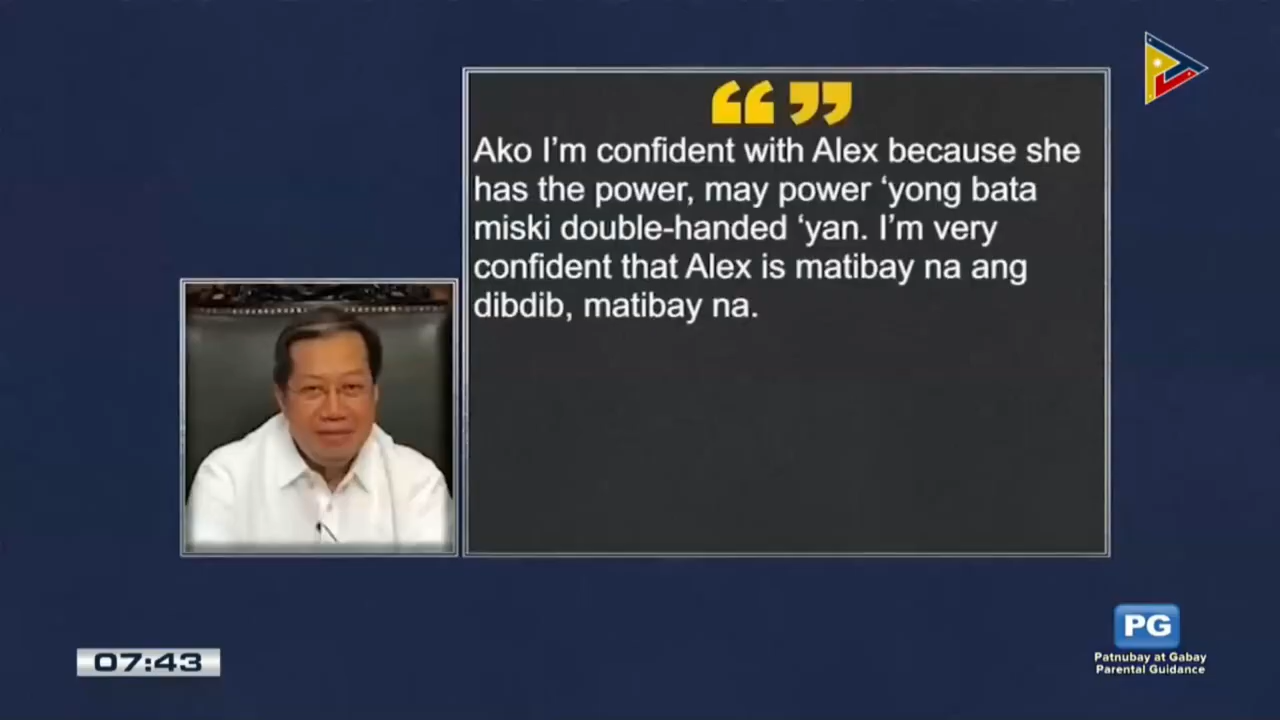 Ako I'm confident with Alex because she
has the power, may power ‘yong bata
miski double-handed ‘yan. I'm very
confident that Alex is matibay na ang
dibdib, matibay na.
PG
Patnubay at Gabay
Parental Guidance
07:43